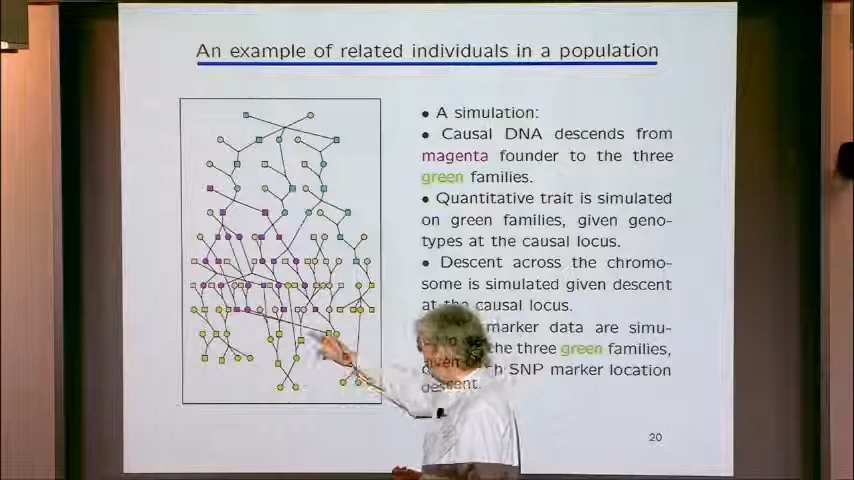 An example of related individuals in a population
• A simulation:
• Causal DNA descends from
magenta founder to the three
green families.
• Quantitative trait is simulated
on green families, given geno-
types at the causal locus.
• Descent across the chromo-
some is simulated given descent
at the causal locus.
marker data are simu-
the three green families,
given SNP marker location
descent.
20